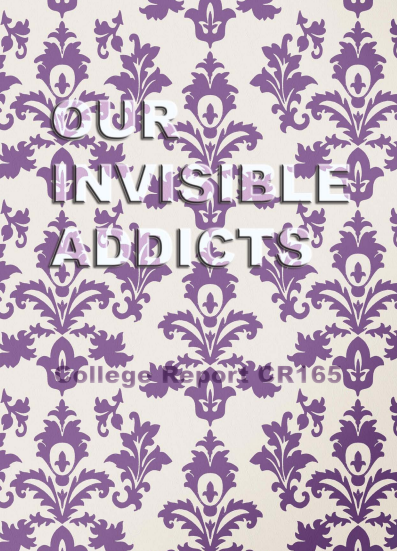 OUR
INVISIBLE
ADDICTS
College Report CR165